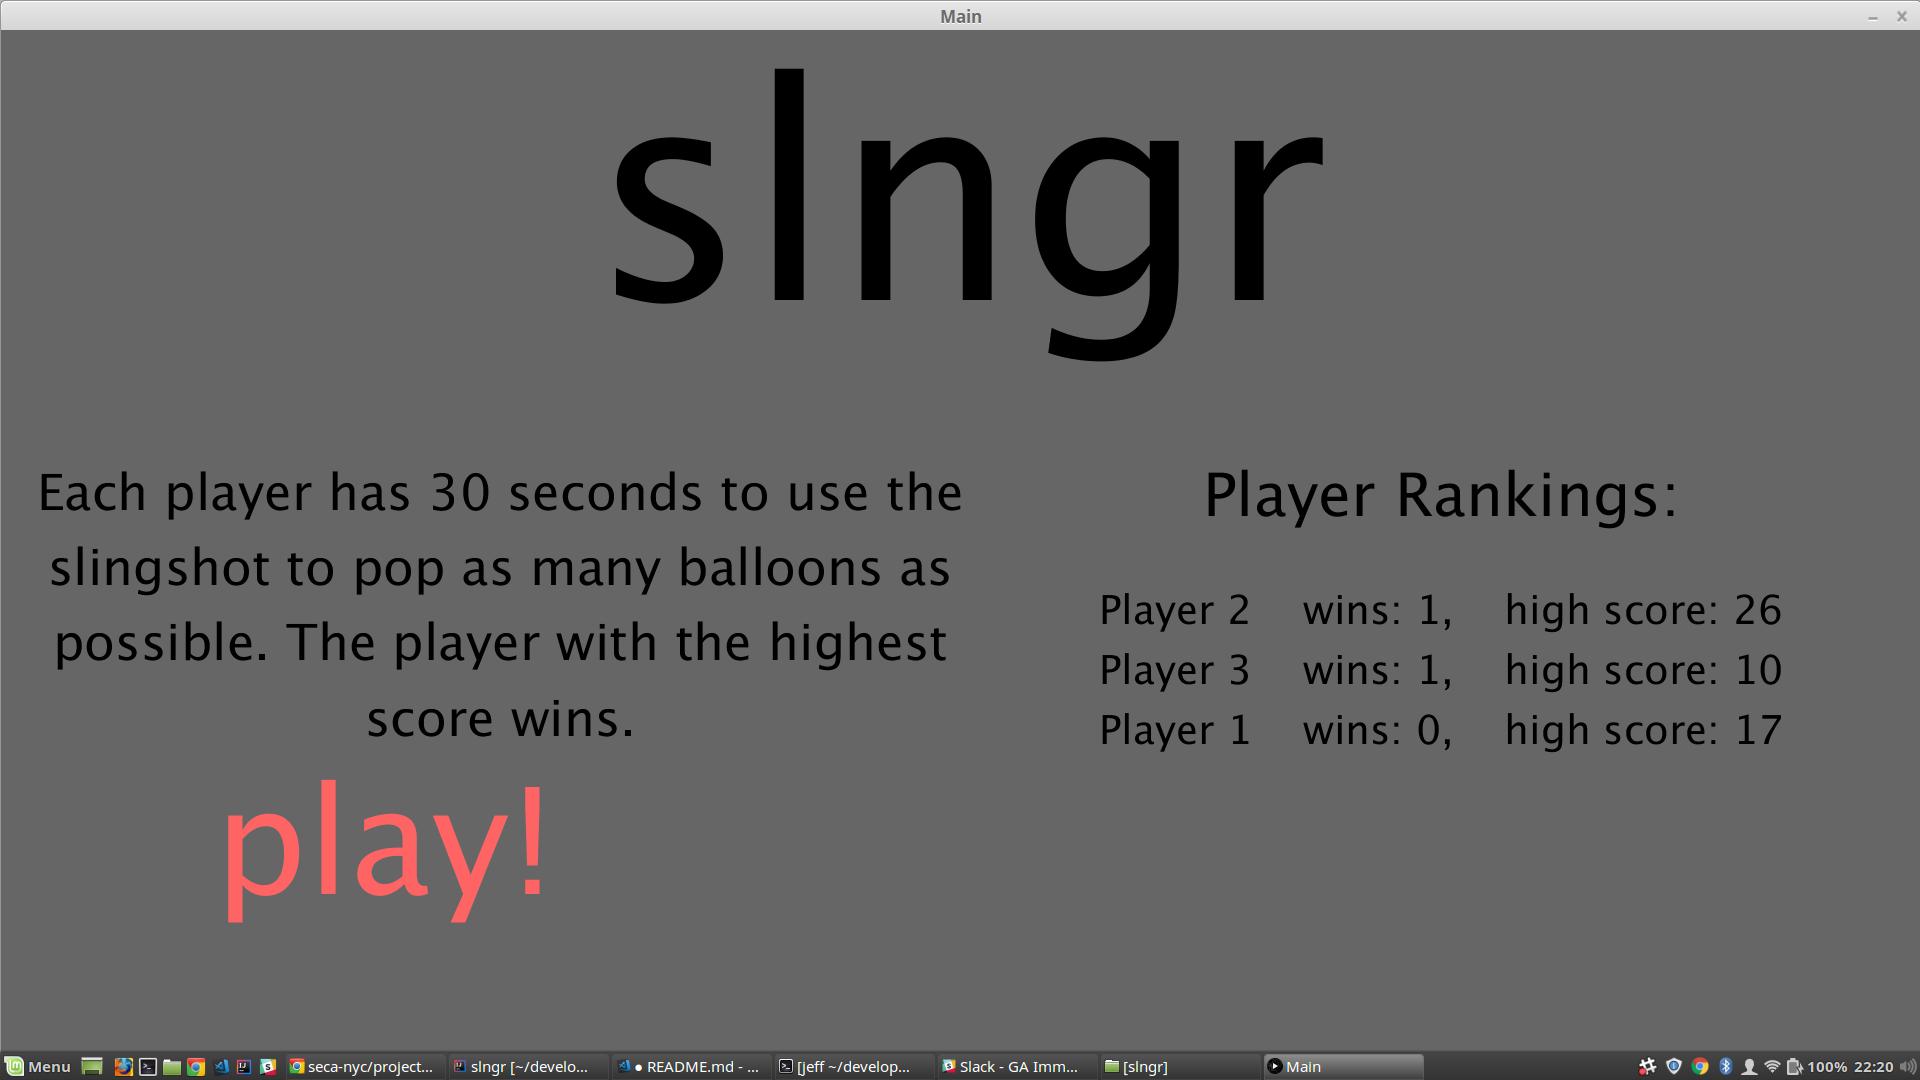 Main
slngr
Each player has 30 seconds to use the
slingshot to pop as many balloons as
possible. The player with the highest
score wins.
play!
Player Rankings:
Player 2 wins: 1, high score: 26
Player 3 wins: 1, high score: 10
Player 1 wins: 0, high score: 17
Menu seca-nyc/project... slngr [~/develo... ● README.md - ... [jeff ~/develop... Slack - GA Imm... [slngr] Main 100% 22:20